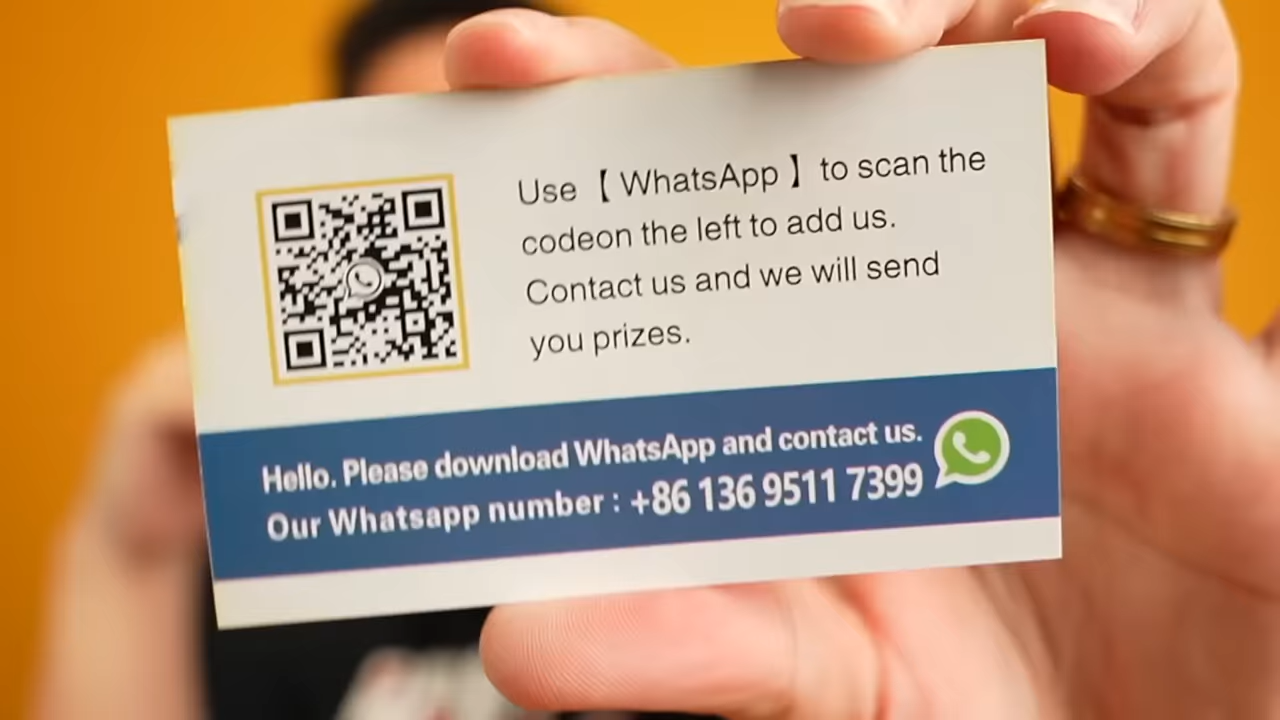 Use 【 WhatsApp 】 to scan the
codeon the left to add us.
Contact us and we will send
you prizes.
Hello. Please download WhatsApp and contact us.
Our Whatsapp number : +86 136 9511 7399